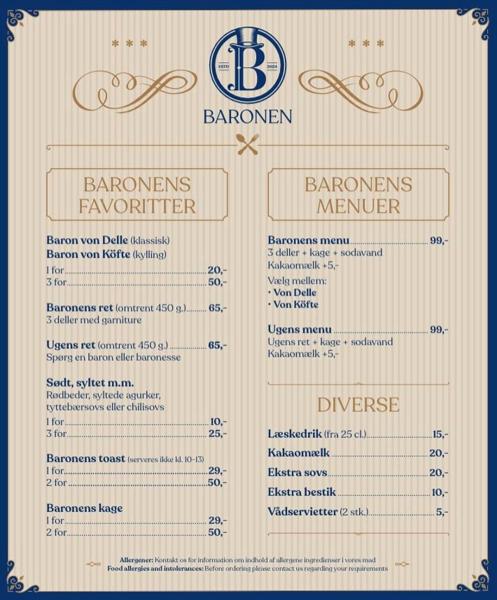 ESTD 2024
B
BARONEN
BARONENS
FAVORITTER
Baron von Delle (klassisk)
Baron von Köfte (kylling)
1 for 20,-
3 for 50,-
Baronens ret (omtrent 450 g.) 65,-
3 deller med garniture
Ugens ret (omtrent 450 g.) 65,-
Spørg en baron eller baronesse
Sødt, syltet m.m.
Rødbeder, syltede agurker,
tyttebærsovs eller chilisovs
1 for 10,-
3 for 25,-
Baronens toast (serveres ikke kl. 10-13)
1 for 29,-
2 for 50,-
Baronens kage
1 for 29,-
2 for 50,-
BARONENS
MENUER
Baronens menu 99,-
3 deller + kage + sodavand
Kakaomælk +5,-
Vælg mellem:
• Von Delle
• Von Köfte
Ugens menu 99,-
Ugens ret + kage + sodavand
Kakaomælk +5,-
DIVERSE
Læskedrik (fra 25 cl.) 15,-
Kakaomælk 20,-
Ekstra sovs 20,-
Ekstra bestik 10,-
Vådservietter (2 stk.) 5,-
Allergener: Kontakt os for information om indhold af allergene ingredienser i vores mad
Food allergies and intolerances: Before ordering please contact us regarding your requirements